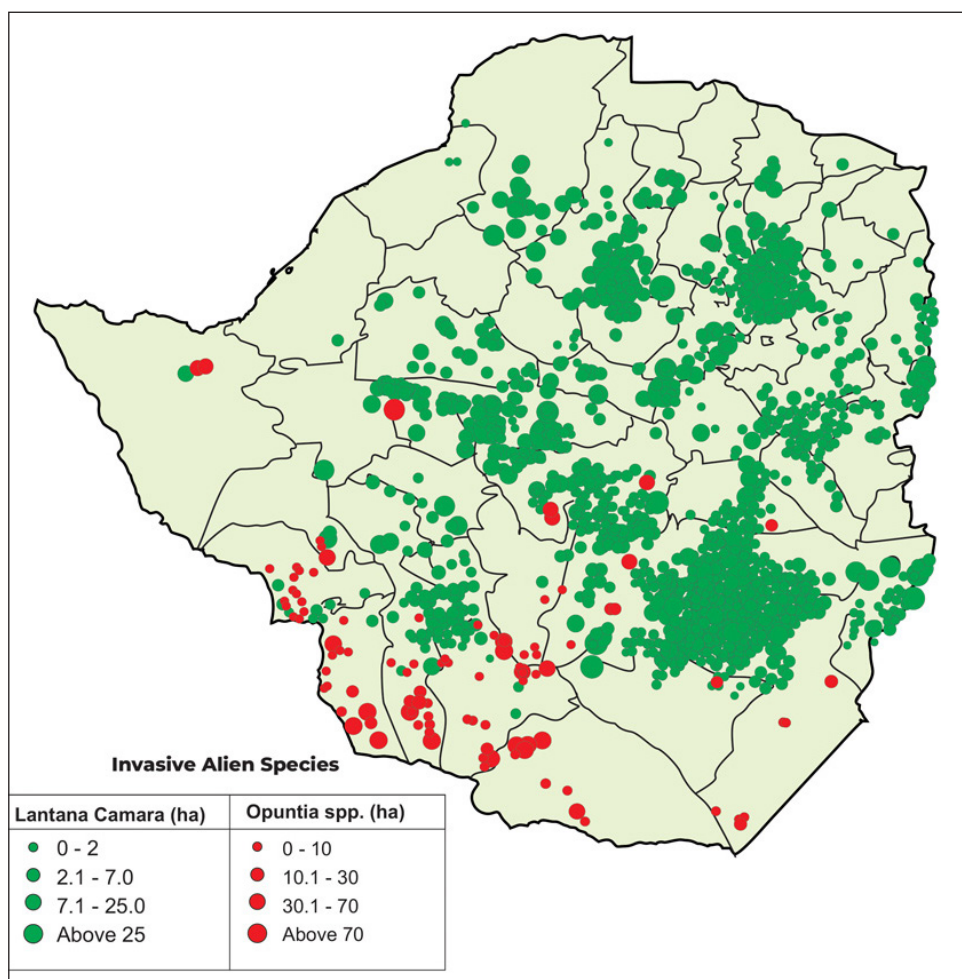 Invasive Alien Species
Lantana Camara (ha)
0 - 2
2.1 - 7.0
7.1 - 25.0
Above 25
Opuntia spp. (ha)
0 - 10
10.1 - 30
30.1 - 70
Above 70